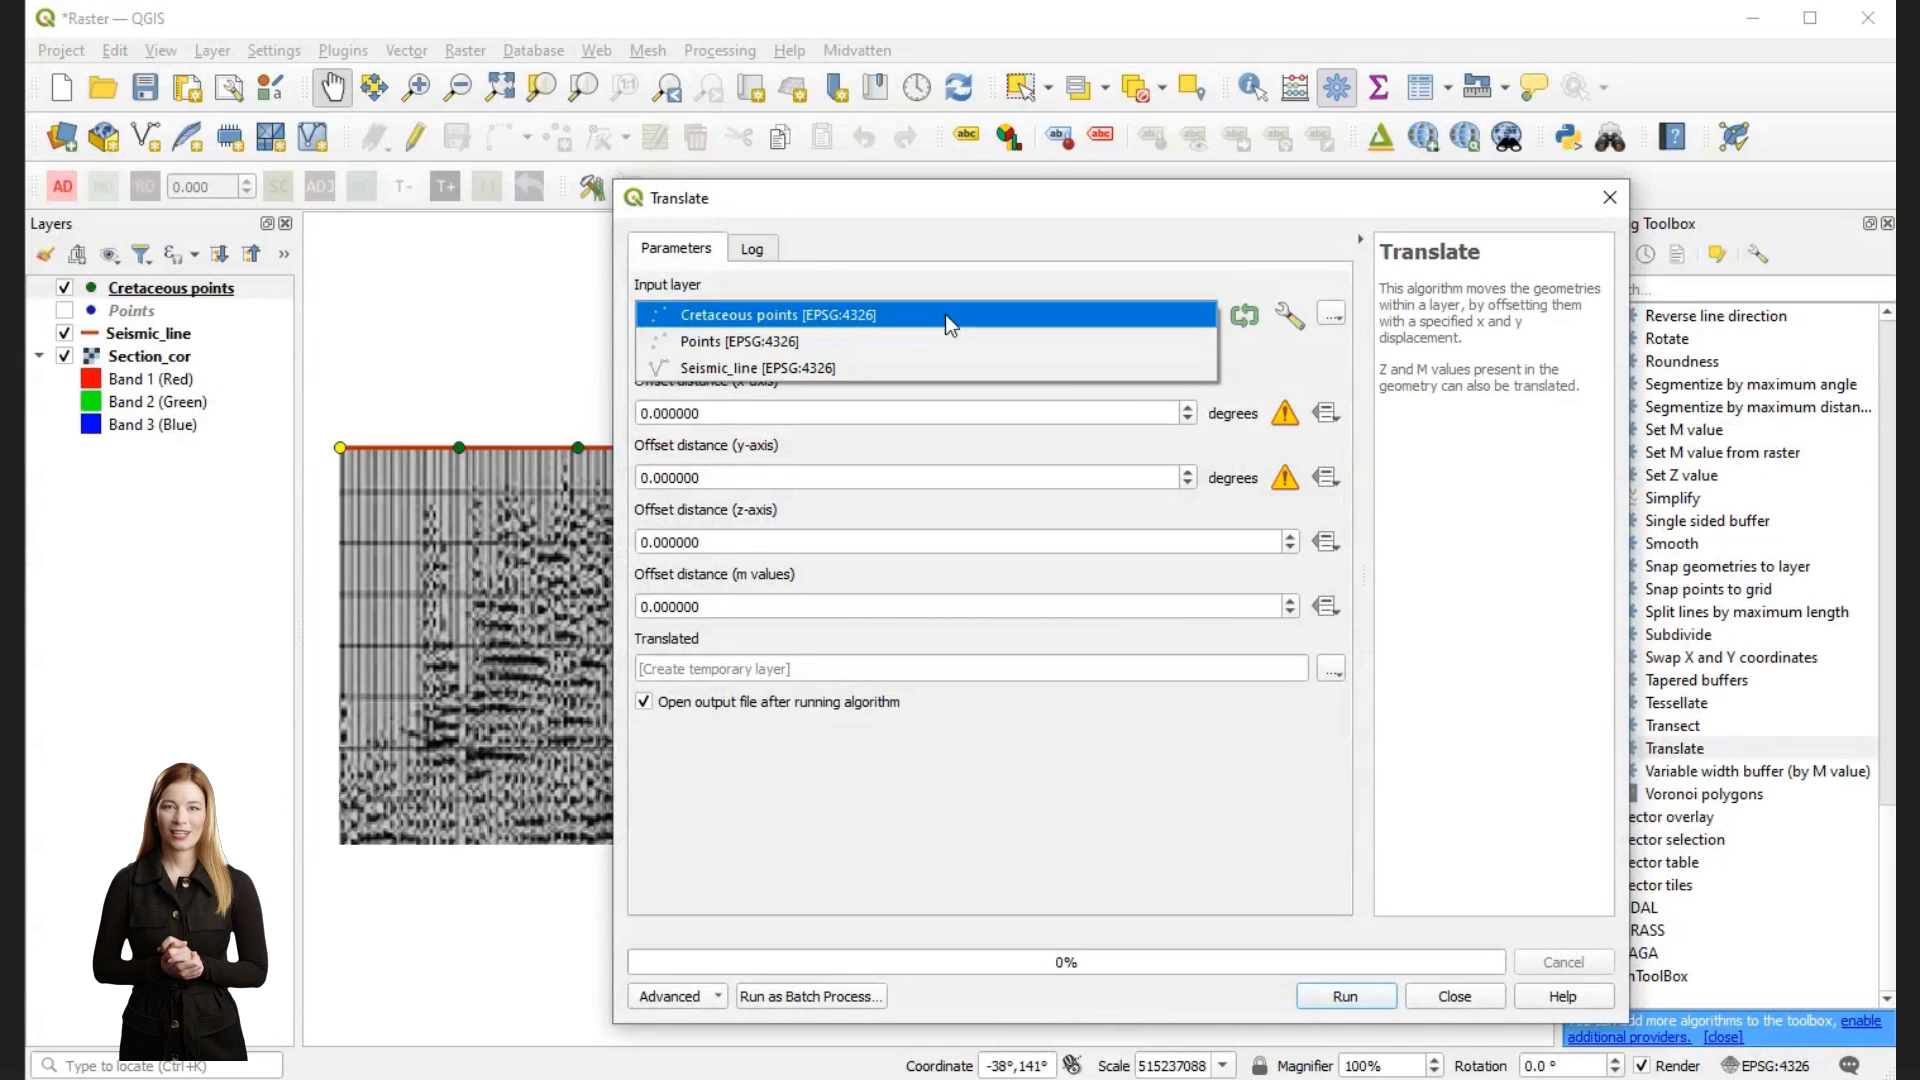 *Raster — QGIS
Project Edit View Layer Settings Plugins Vector Raster Database Web Mesh Processing Help Midvatten
AD 0.000 SC ADJ T- T+
Layers
Cretaceous points
Points
Seismic_line
Section_cor
Band 1 (Red)
Band 2 (Green)
Band 3 (Blue)
Translate
Parameters Log
Input layer
Cretaceous points [EPSG:4326]
Points [EPSG:4326]
Seismic_line [EPSG:4326]
Offset distance (x-axis)
0.000000 degrees
Offset distance (y-axis)
0.000000 degrees
Offset distance (z-axis)
0.000000
Offset distance (m values)
0.000000
Translated
[Create temporary layer]
Open output file after running algorithm
Translate
This algorithm moves the geometries
within a layer, by offsetting them
with a specified x and y
displacement.
Z and M values present in the
geometry can also be translated.
0% Cancel
Advanced Run as Batch Process... Run Close Help
g Toolbox
Reverse line direction
Rotate
Roundness
Segmentize by maximum angle
Segmentize by maximum distan...
Set M value
Set M value from raster
Set Z value
Simplify
Single sided buffer
Smooth
Snap geometries to layer
Snap points to grid
Split lines by maximum length
Subdivide
Swap X and Y coordinates
Tapered buffers
Tessellate
Transect
Translate
Variable width buffer (by M value)
Voronoi polygons
ector overlay
ector selection
ector table
ector tiles
DAL
RASS
AGA
nToolBox
dd more algorithms to the toolbox, enable
additional providers. [close]
Type to locate (Ctrl+K) Coordinate -38°,141° Scale 515237088 Magnifier 100% Rotation 0.0 ° Render EPSG:4326